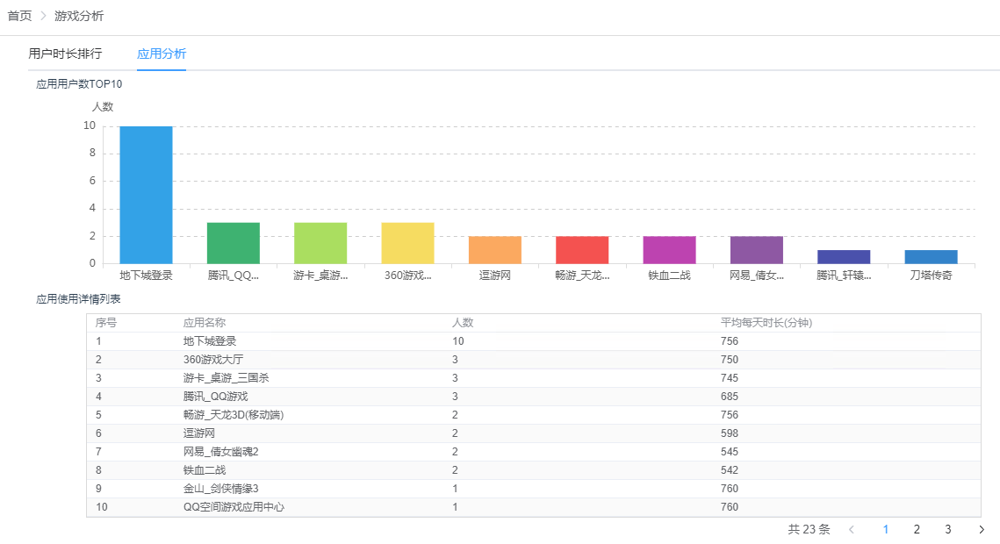 首页 > 游戏分析
用户时长排行 应用分析
应用用户数TOP10
人数
10
8
6
4
2
0
地下城登录 腾讯_QQ... 游卡_桌游... 360游戏... 逗游网 畅游_天龙... 铁血二战 网易_倩女... 腾讯_轩辕... 刀塔传奇
应用使用详情列表
序号 应用名称 人数 平均每天时长(分钟)
1 地下城登录 10 756
2 360游戏大厅 3 750
3 游卡_桌游_三国杀 3 745
4 腾讯_QQ游戏 3 685
5 畅游_天龙3D(移动端) 2 756
6 逗游网 2 598
7 网易_倩女幽魂2 2 545
8 铁血二战 2 542
9 金山_剑侠情缘3 1 760
10 QQ空间游戏应用中心 1 760
共 23 条 < 1 2 3 >